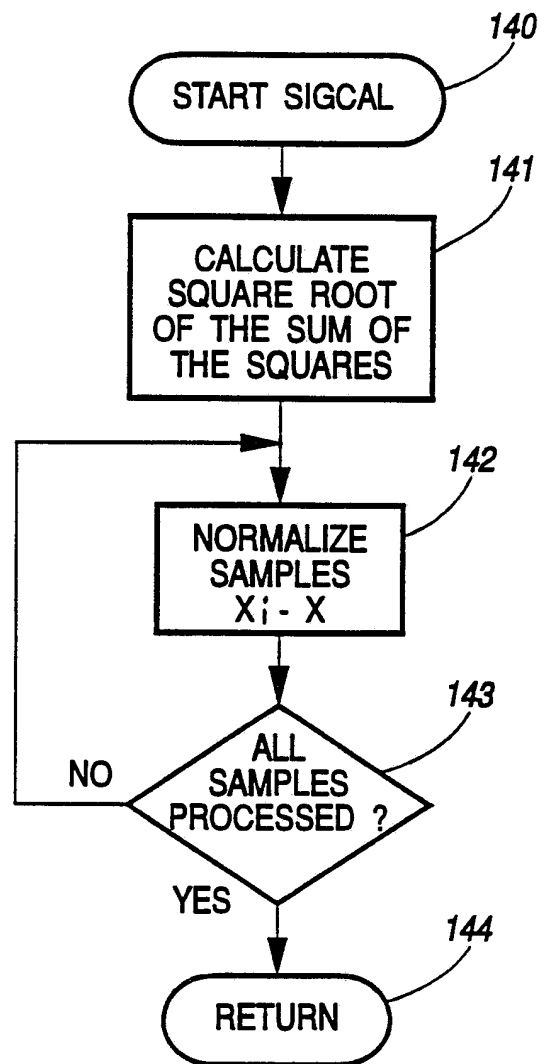 140
START SIGCAL
141
CALCULATE
SQUARE ROOT
OF THE SUM OF
THE SQUARES
142
NORMALIZE
SAMPLES
Xi - X
143
ALL
SAMPLES
PROCESSED ?
NO
YES
144
RETURN